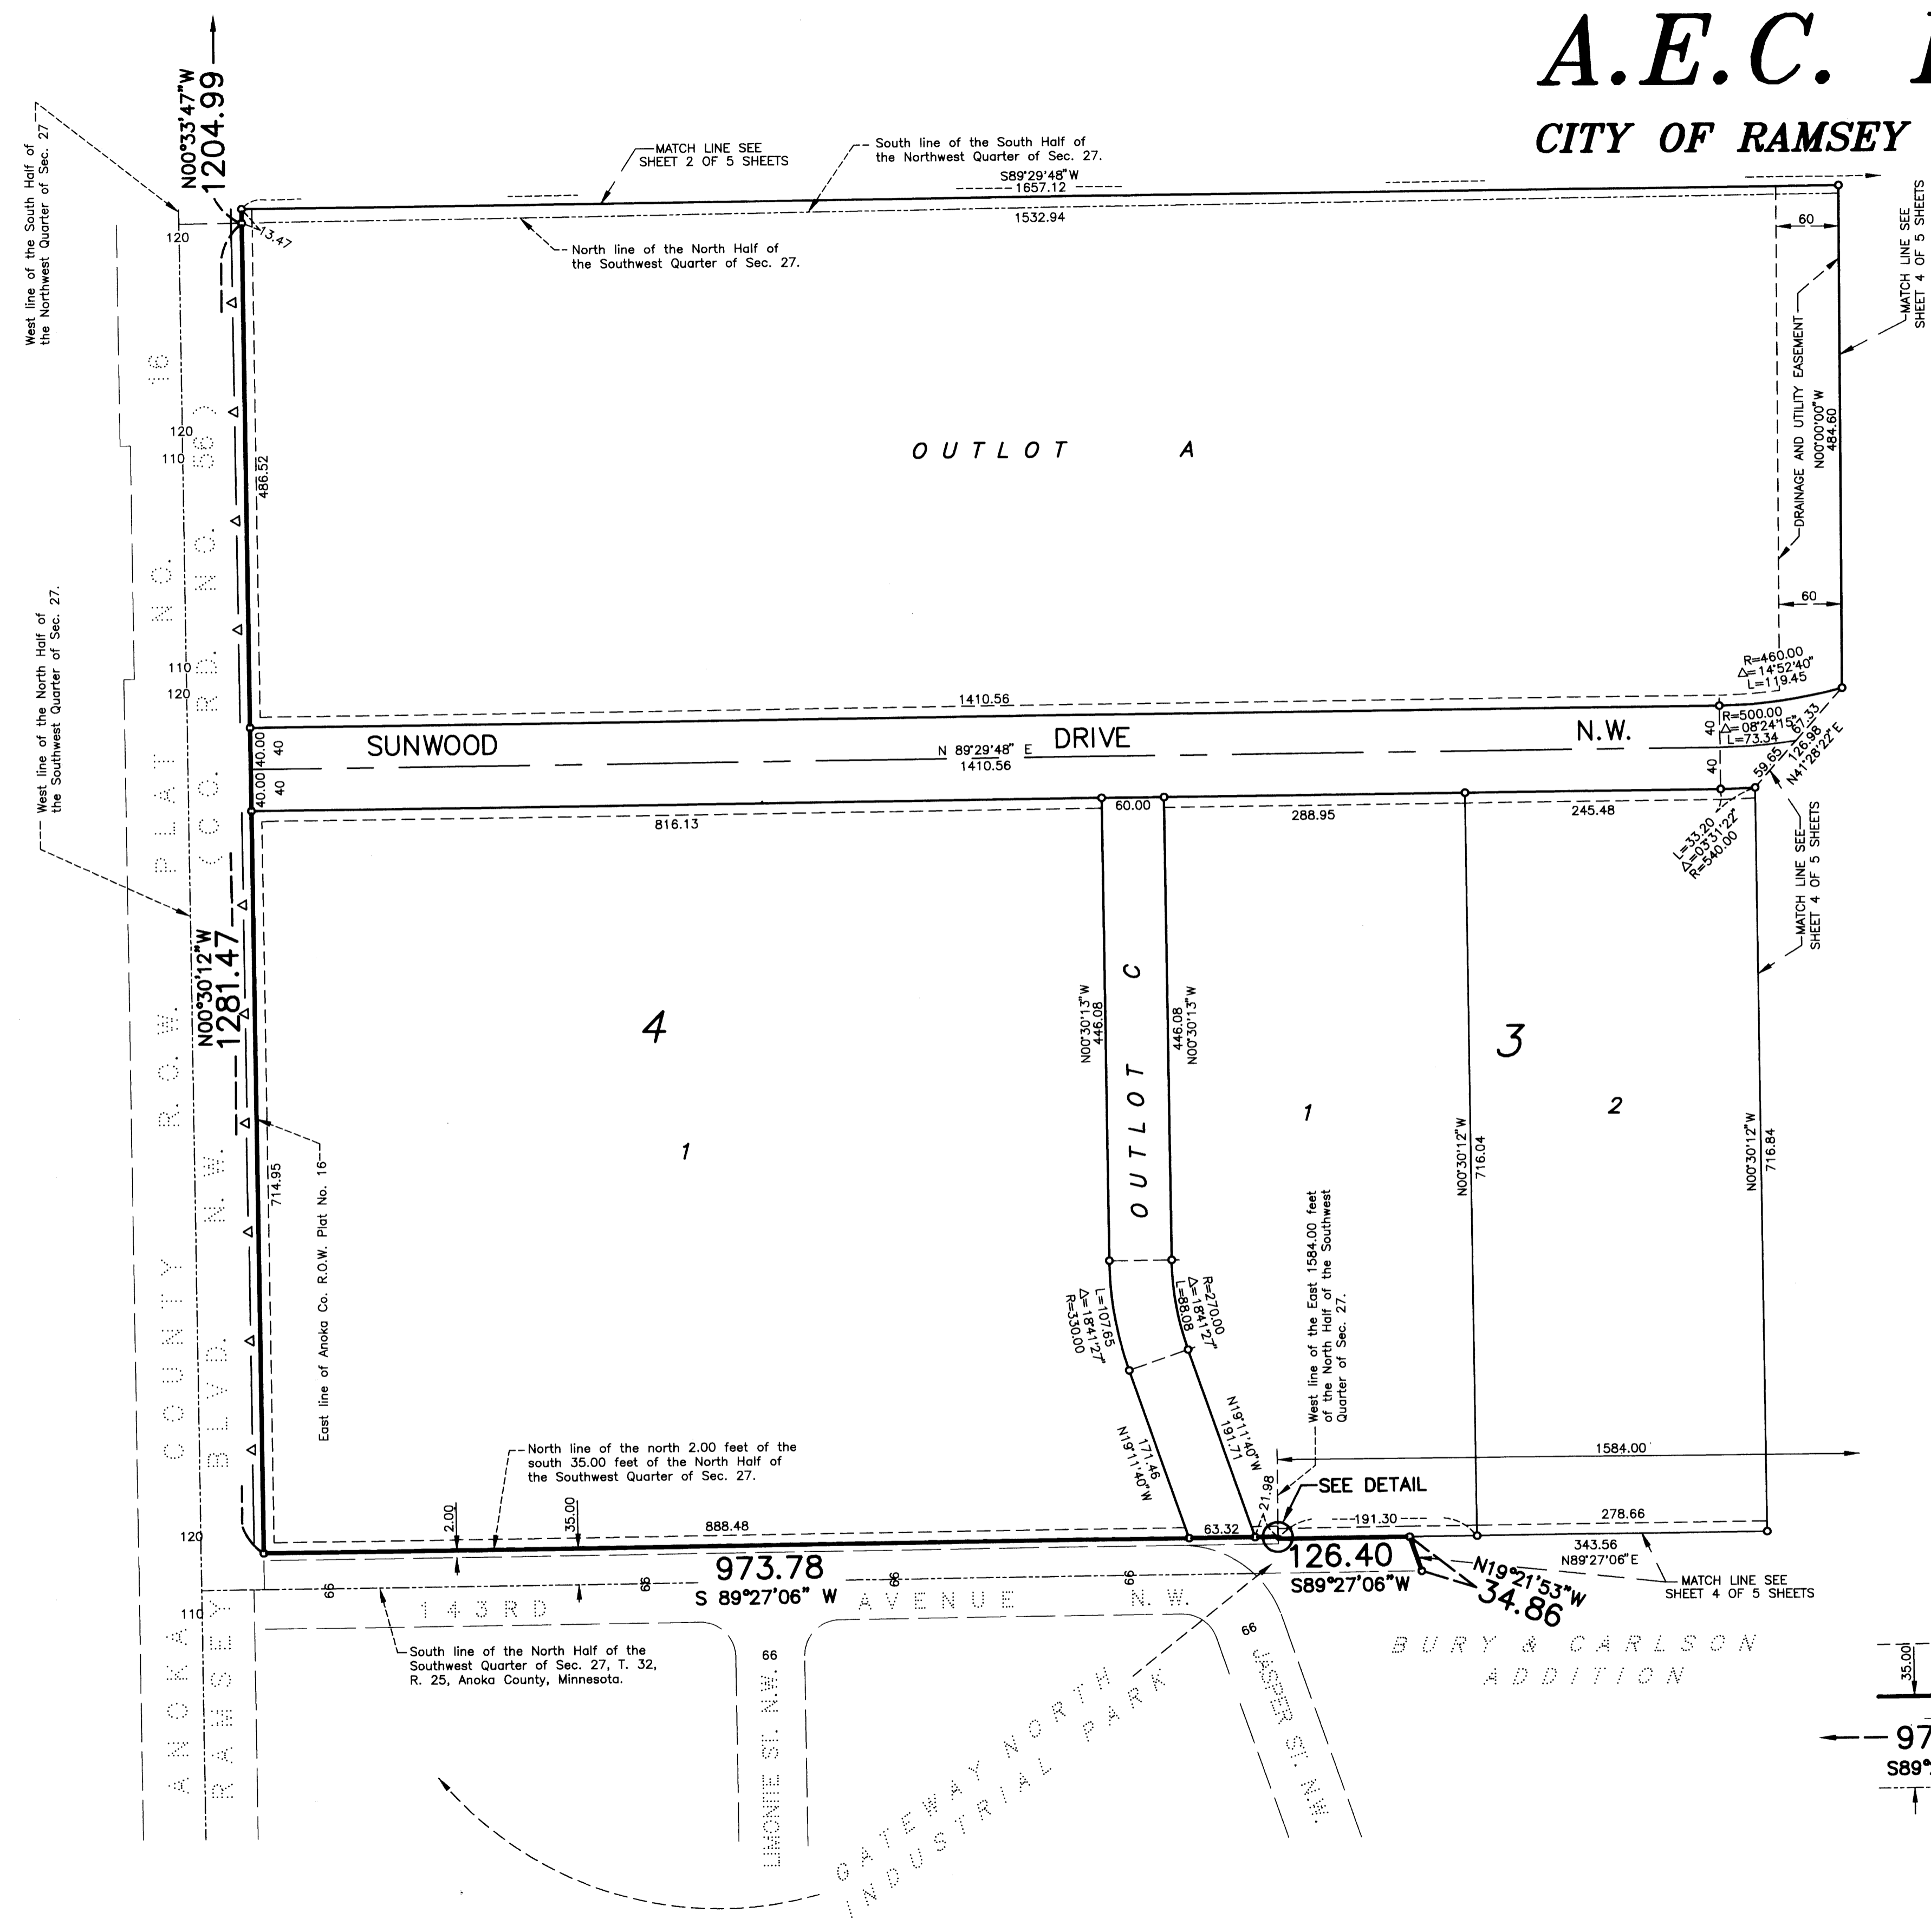 A.E.C.
CITY OF RAMSEY
N00°33'47"W
1204.99
West line of the South Half of
the Northwest Quarter of Sec. 27
MATCH LINE SEE
SHEET 2 OF 5 SHEETS
South line of the South Half of
the Northwest Quarter of Sec. 27.
S89°29'48"W
1657.12
1532.94
13.47
North line of the North Half of
the Southwest Quarter of Sec. 27.
60
MATCH LINE SEE
SHEET 4 OF 5 SHEETS
120
120
110
110
120
486.52
OUTLOT A
DRAINAGE AND UTILITY EASEMENT
N00°00'00"W
484.60
60
R=460.00
Δ=14°52'40"
L=119.45
1410.56
SUNWOOD DRIVE N.W.
N 89°29'48" E
1410.56
40.00
40
40.00
40
40
40
R=500.00
Δ=08°24'15"
L=73.34
67.33
59.65
126.98
N41°28'22"E
West line of the North Half of
the Southwest Quarter of Sec. 27.
816.13
60.00
288.95
245.48
L=33.20
Δ=03°31'22"
R=540.00
MATCH LINE SEE
SHEET 4 OF 5 SHEETS
N00°30'12"W
1281.47
ANOKA COUNTY R.O.W. PLAT NO. 16
RAMSEY BLVD. N.W. (CO. RD. NO. 56)
4
1
714.95
East line of Anoka Co. R.O.W. Plat No. 16
N00°30'13"W
446.08
OUTLOT C
446.08
N00°30'13"W
3
1
2
N00°30'12"W
716.04
N00°30'12"W
716.84
L=107.65
Δ=18°41'27"
R=330.00
R=270.00
Δ=18°41'27"
L=88.08
West line of the East 1584.00 feet
of the North Half of the Southwest
Quarter of Sec. 27.
171.46
N19°11'40"W
N19°11'40"W
191.71
1584.00
21.98
SEE DETAIL
North line of the north 2.00 feet of the
south 35.00 feet of the North Half of
the Southwest Quarter of Sec. 27.
2.00
35.00
888.48
63.32
191.30
278.66
120
973.78
S 89°27'06" W
126.40
S89°27'06"W
343.56
N89°27'06"E
N19°21'53"W
34.86
MATCH LINE SEE
SHEET 4 OF 5 SHEETS
66
66
66
66
110
143RD AVENUE N.W.
South line of the North Half of the
Southwest Quarter of Sec. 27, T. 32,
R. 25, Anoka County, Minnesota.
66
LIMONITE ST. N.W.
66
JASPER ST. N.W.
BURY & CARLSON
ADDITION
GATEWAY NORTH
INDUSTRIAL PARK
35.00
97
S89°